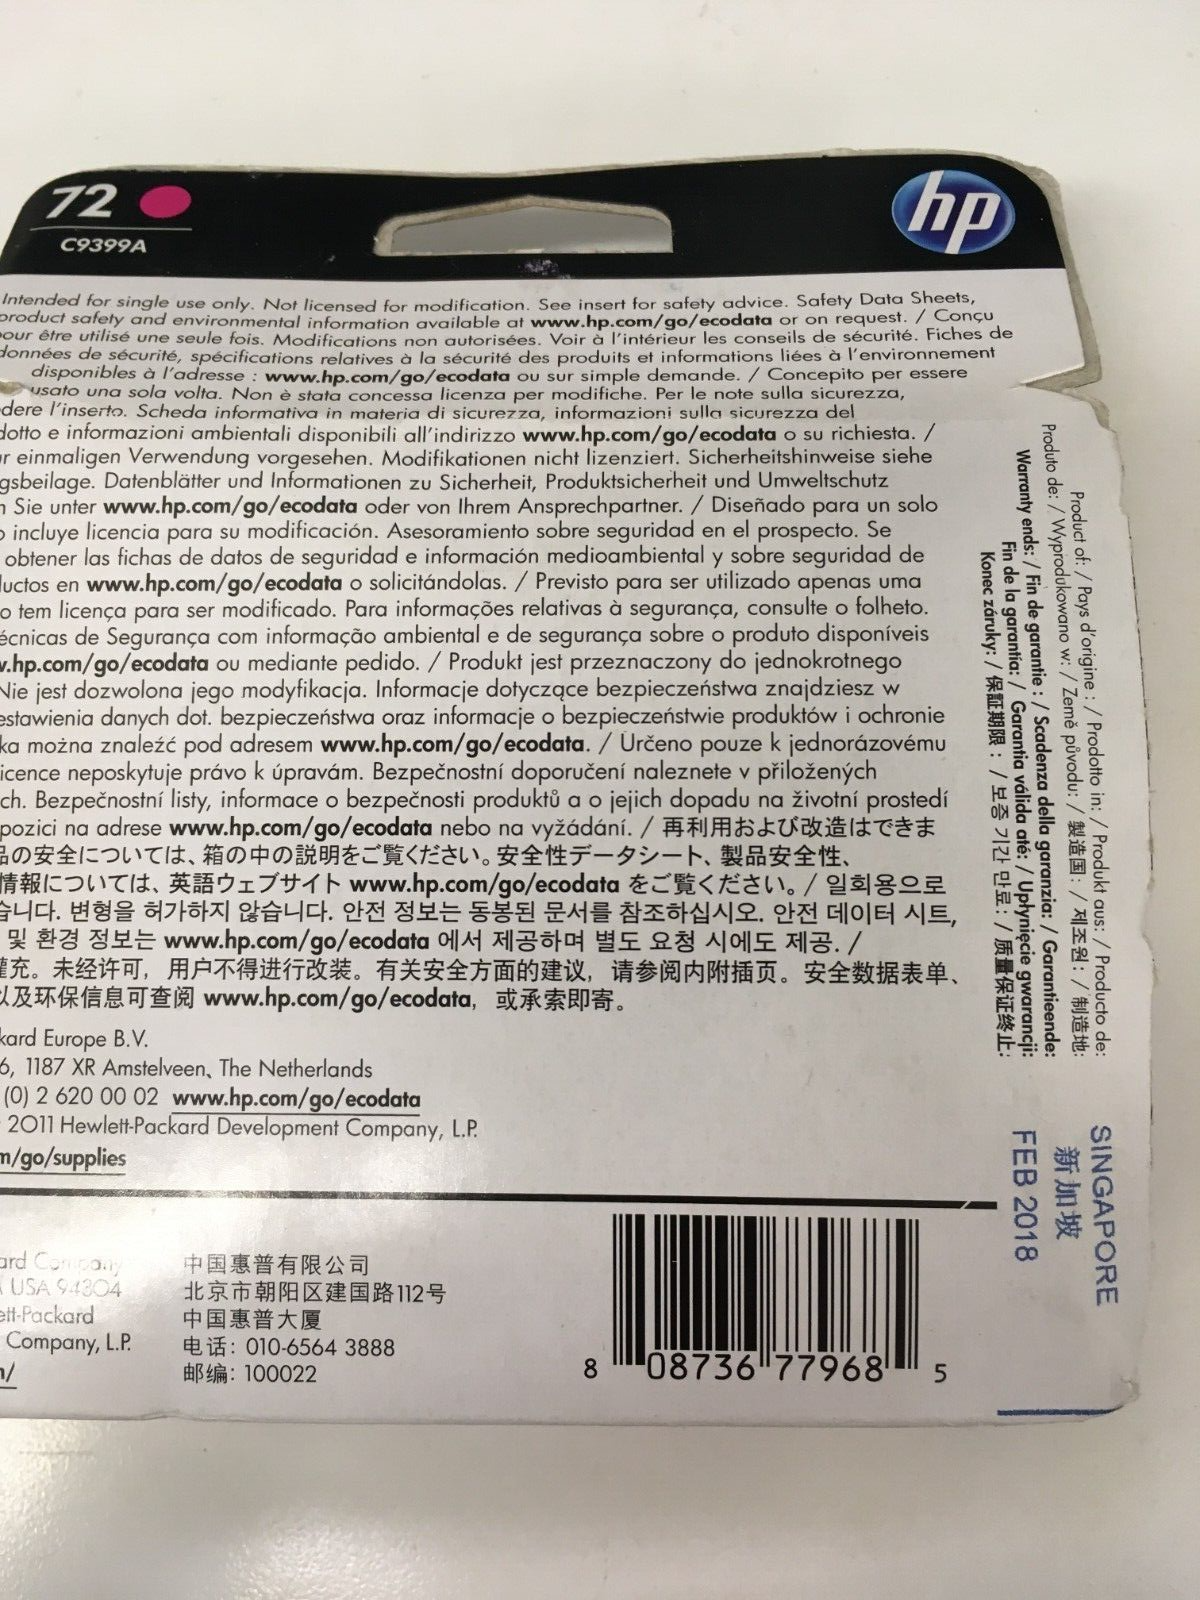 72
C9399A
hp
Intended for single use only. Not licensed for modification. See insert for safety advice. Safety Data Sheets,
product safety and environmental information available at www.hp.com/go/ecodata or on request. / Conçu
pour être utilisé une seule fois. Modifications non autorisées. Voir à l'intérieur les conseils de sécurité. Fiches de
données de sécurité, spécifications relatives à la sécurité des produits et informations liées à l'environnement
disponibles à l'adresse : www.hp.com/go/ecodata ou sur simple demande. / Concepito per essere
usato una sola volta. Non è stata concessa licenza per modifiche. Per le note sulla sicurezza,
dere l'inserto. Scheda informativa in materia di sicurezza, informazioni sulla sicurezza del
dotto e informazioni ambientali disponibili all'indirizzo www.hp.com/go/ecodata o su richiesta. /
r einmaligen Verwendung vorgesehen. Modifikationen nicht lizenziert. Sicherheitshinweise siehe
gsbeilage. Datenblätter und Informationen zu Sicherheit, Produktsicherheit und Umweltschutz
n Sie unter www.hp.com/go/ecodata oder von Ihrem Ansprechpartner. / Diseñado para un solo
o incluye licencia para su modificación. Asesoramiento sobre seguridad en el prospecto. Se
obtener las fichas de datos de seguridad e información medioambiental y sobre seguridad de
ductos en www.hp.com/go/ecodata o solicitándolas. / Previsto para ser utilizado apenas uma
o tem licença para ser modificado. Para informações relativas à segurança, consulte o folheto.
écnicas de Segurança com informação ambiental e de segurança sobre o produto disponíveis
w.hp.com/go/ecodata ou mediante pedido. / Produkt jest przeznaczony do jednokrotnego
Nie jest dozwolona jego modyfikacja. Informacje dotyczące bezpieczeństwa znajdziesz w
estawienia danych dot. bezpieczeństwa oraz informacje o bezpieczeństwie produktów i ochronie
ka można znaleźć pod adresem www.hp.com/go/ecodata. / Určeno pouze k jednorázovému
icence neposkytuje právo k úpravám. Bezpečnostní doporučení naleznete v přiložených
ch. Bezpečnostní listy, informace o bezpečnosti produktů a o jejich dopadu na životní prostedí
pozici na adrese www.hp.com/go/ecodata nebo na vyžádání. / 再利用および改造はできま
品の安全については、箱の中の説明をご覧ください。安全性データシート、製品安全性、
情報については、英語ウェブサイト www.hp.com/go/ecodata をご覧ください。/ 일회용으로
습니다. 변형을 허가하지 않습니다. 안전 정보는 동봉된 문서를 참조하십시오. 안전 데이터 시트,
및 환경 정보는 www.hp.com/go/ecodata 에서 제공하며 별도 요청 시에도 제공. /
灌充。未经许可，用户不得进行改装。有关安全方面的建议，请参阅内附插页。安全数据表单、
以及环保信息可查阅 www.hp.com/go/ecodata，或承索即寄。
kard Europe B.V.
6, 1187 XR Amstelveen, The Netherlands
(0) 2 620 00 02 www.hp.com/go/ecodata
2011 Hewlett-Packard Development Company, L.P.
m/go/supplies
Product of: / Pays d'origine : / Prodotto in: / Produkt aus: / Producto de:
Produto de: / Wyprodukowano w: / Země původu: / 製造国: / 제조원: / 制造地:
Warranty ends: / Fin de garantie : / Scadenza della garanzia: / Garantieende:
Fin de la garantía: / Garantia válida até: / Upłynięcie gwarancji:
Konec záruky: / 保証期限 : / 보증 기간 만료: / 质量保证终止:
SINGAPORE
新加坡
FEB 2018
ard Company
USA 94304
ett-Packard
Company, L.P.
n/
中国惠普有限公司
北京市朝阳区建国路112号
中国惠普大厦
电话: 010-6564 3888
邮编: 100022
8 08736 77968 5